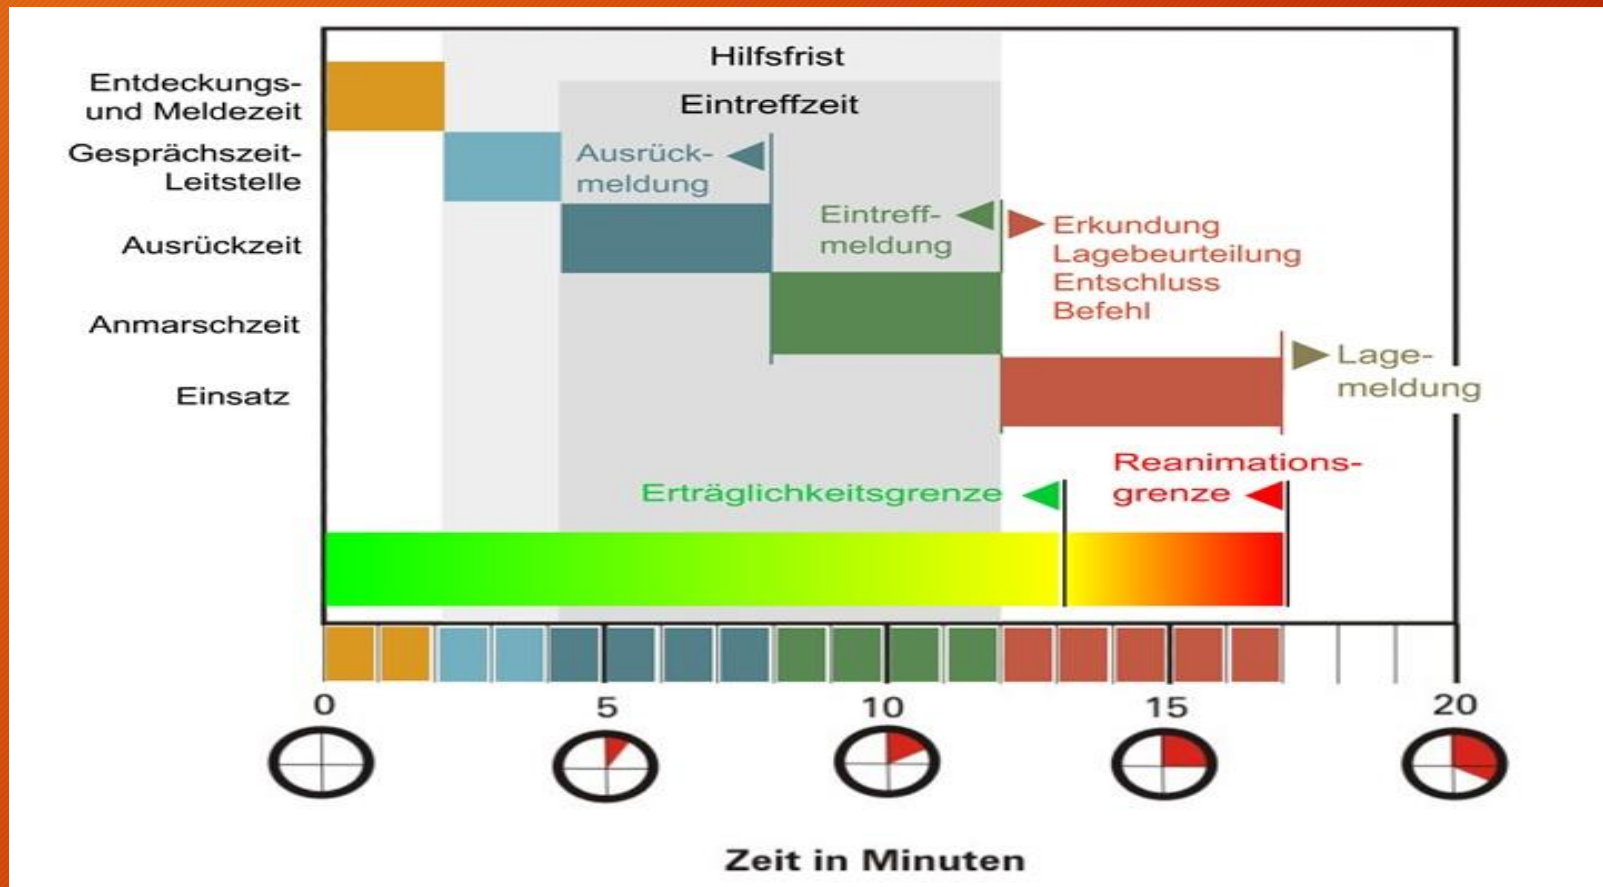 Hilfsfrist
Eintreffzeit
Entdeckungs-
und Meldezeit
Gesprächszeit-
Leitstelle
Ausrückzeit
Anmarschzeit
Einsatz
Ausrück-
meldung
Eintreff-
meldung
Erkundung
Lagebeurteilung
Entschluss
Befehl
Lage-
meldung
Erträglichkeitsgrenze
Reanimations-
grenze
0 5 10 15 20
Zeit in Minuten